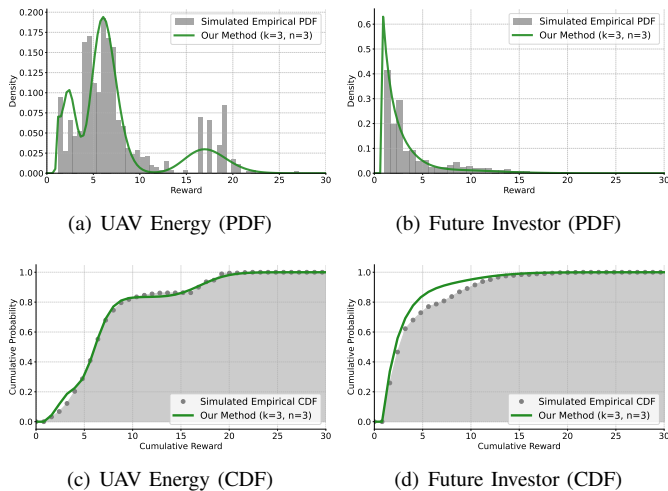 0.200
0.175
0.150
0.125
0.100
0.075
0.050
0.025
0.000
Density
Simulated Empirical PDF
Our Method (k=3, n=3)
0 5 10 15 20 25 30
Reward
(a) UAV Energy (PDF)
0.6
0.5
0.4
0.3
0.2
0.1
0.0
Density
Simulated Empirical PDF
Our Method (k=3, n=3)
0 5 10 15 20 25 30
Reward
(b) Future Investor (PDF)
1.0
0.8
0.6
0.4
0.2
0.0
Cumulative Probability
Simulated Empirical CDF
Our Method (k=3, n=3)
0 5 10 15 20 25 30
Cumulative Reward
(c) UAV Energy (CDF)
1.0
0.8
0.6
0.4
0.2
0.0
Cumulative Probability
Simulated Empirical CDF
Our Method (k=3, n=3)
0 5 10 15 20 25 30
Cumulative Reward
(d) Future Investor (CDF)